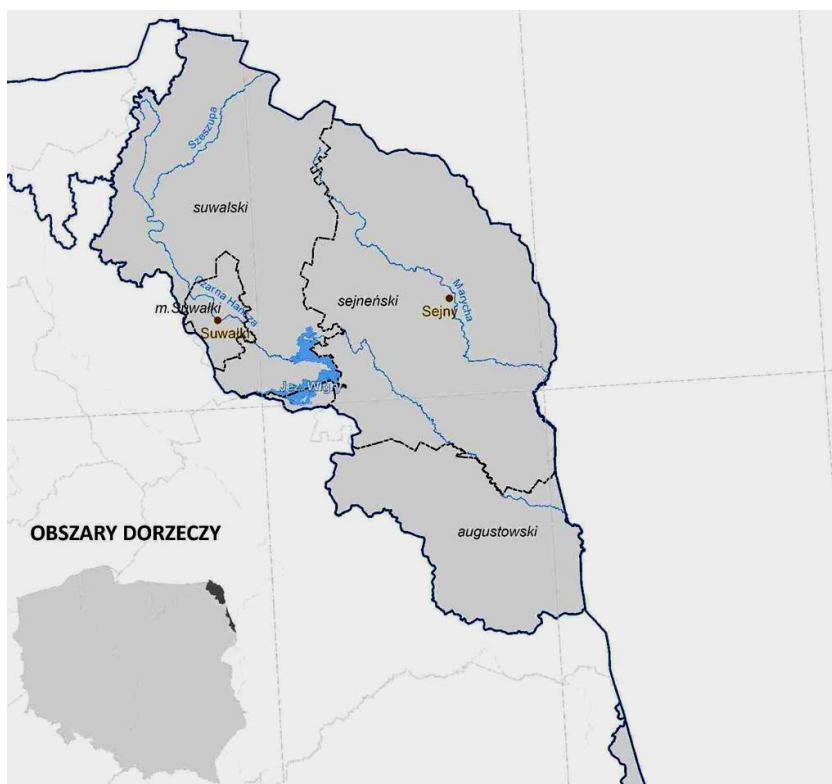 Szeszupa
suwalski
Czarna Hańcza
m.Suwałki
Suwałki
sejneński
Marycha
Sejny
Jez. Wigry
augustowski
OBSZARY DORZECZY